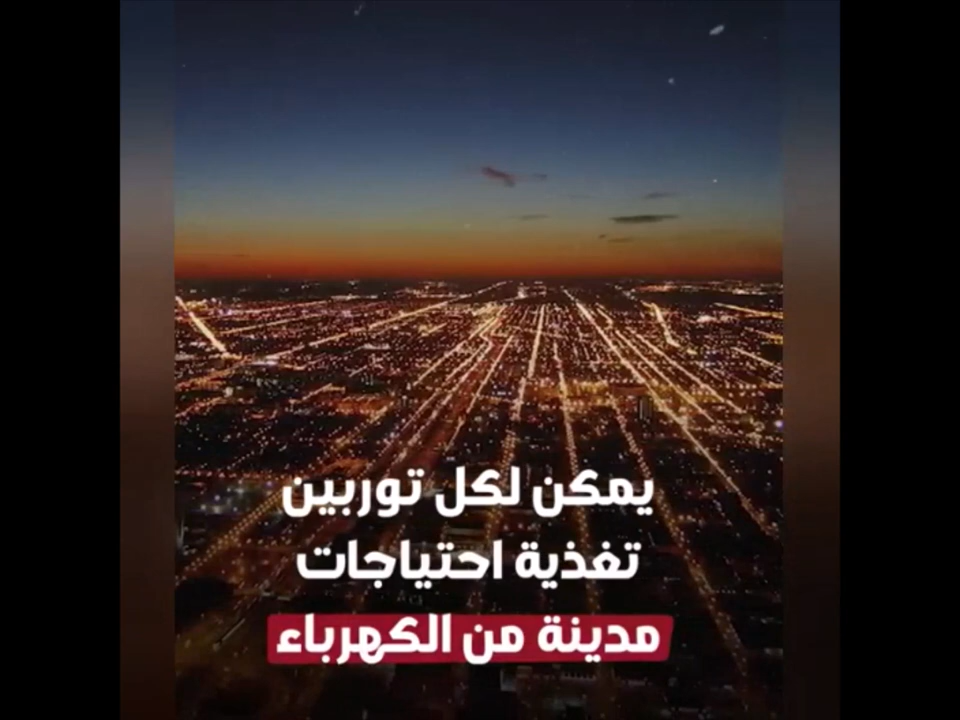 يمكن لكل توربين
تغذية احتياجات
مدينة من الكهرباء